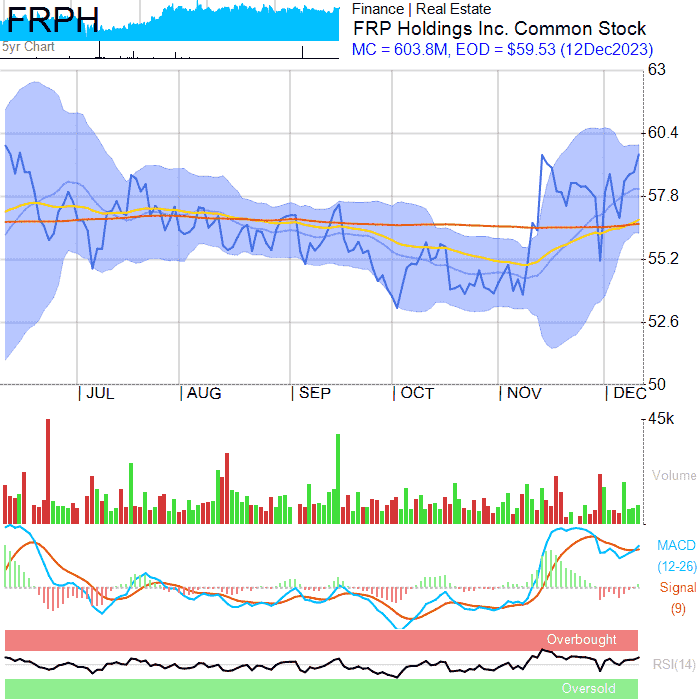 FRPH
5yr Chart
Finance | Real Estate
FRP Holdings Inc. Common Stock
MC = 603.8M, EOD = $59.53 (12Dec2023)
63
60.4
57.8
55.2
52.6
50
| JUL | AUG | SEP | OCT | NOV | DEC
45k
Volume
MACD
(12-26)
Signal
(9)
Overbought
RSI(14)
Oversold